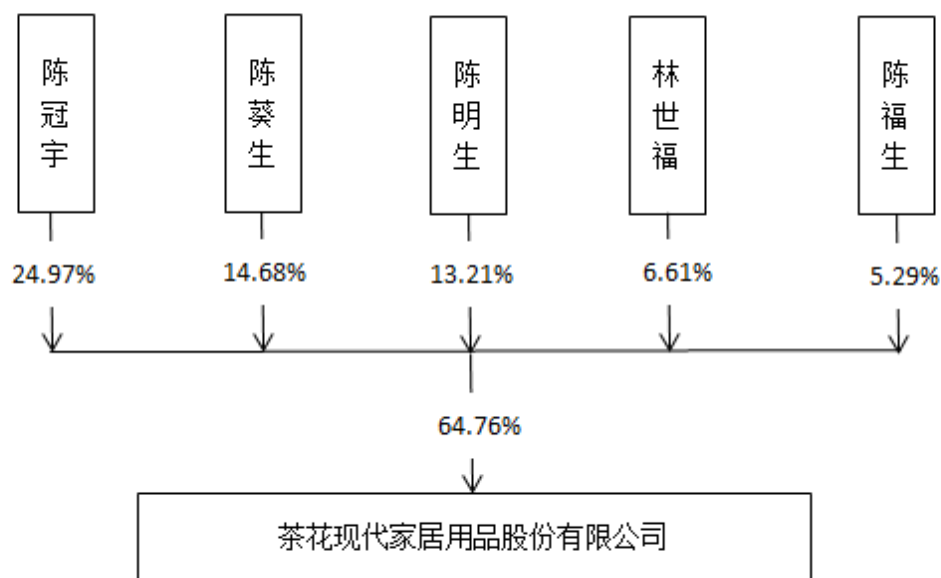 陈冠宇
陈葵生
陈明生
林世福
陈福生
24.97%
14.68%
13.21%
6.61%
5.29%
64.76%
茶花现代家居用品股份有限公司